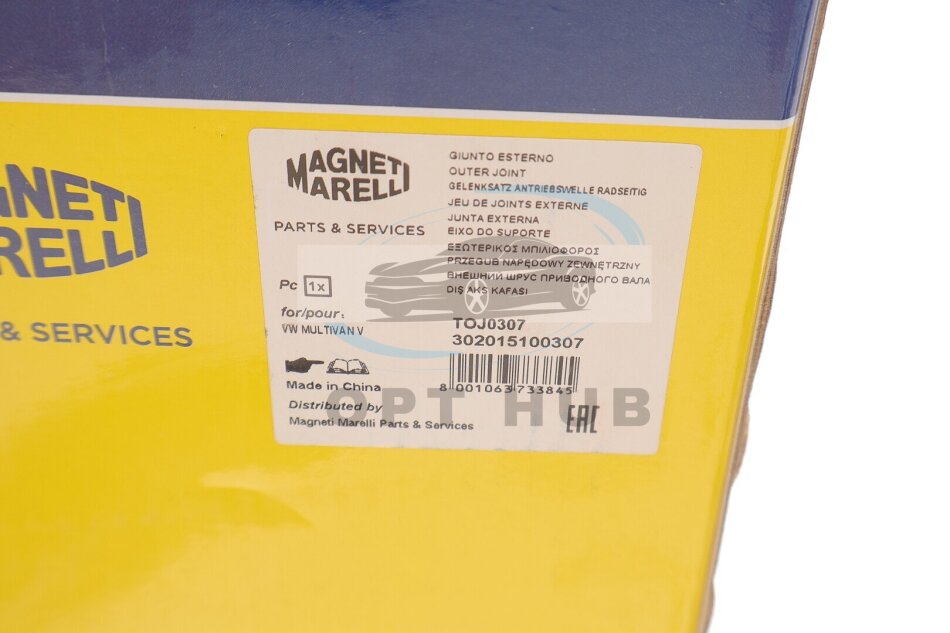 MAGNETI
MARELLI
PARTS & SERVICES
Pc 1x
for/pour:
VW MULTIVAN V
Made in China
Distributed by
Magneti Marelli Parts & Services
GIUNTO ESTERNO
OUTER JOINT
GELENKSATZ ANTRIEBSWELLE RADSEITIG
JEU DE JOINTS EXTERNE
JUNTA EXTERNA
EIXO DO SUPORTE
ΕΞΩΤΕΡΙΚΟΣ ΜΠΙΛΙΟΦΟΡΟΣ
PRZEGUB NAPĘDOWY ZEWNĘTRZNY
ВНЕШНИЙ ШРУС ПРИВОДНОГО ВАЛА
DIŞ AKS KAFASI
TOJ0307
302015100307
8 001063 733845
EAC
OPT HUB
GNETI
RELLI
& SERVICES